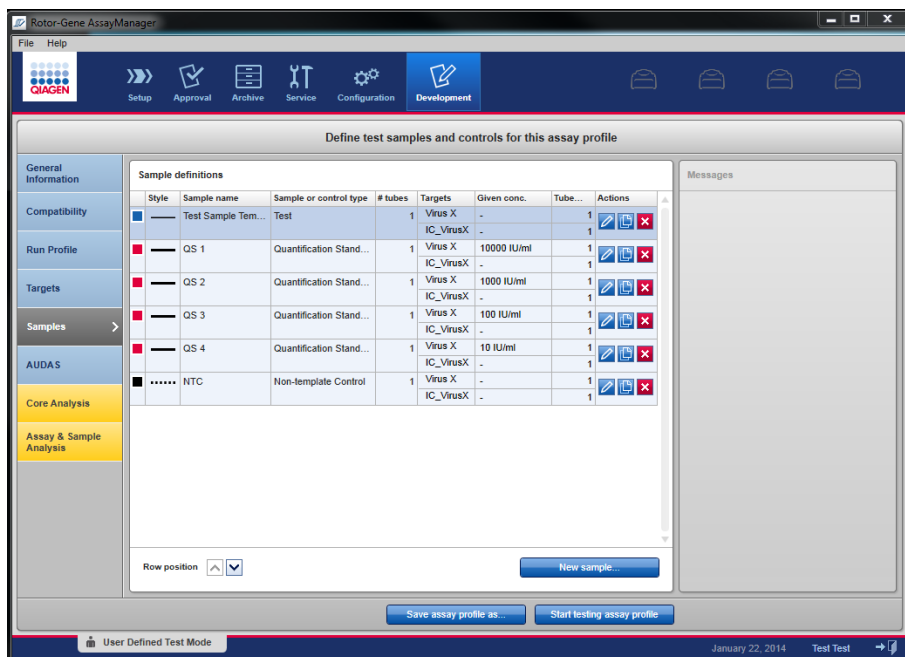 Rotor-Gene AssayManager
File Help
QIAGEN
Setup Approval Archive Service Configuration Development
Define test samples and controls for this assay profile
General Information
Compatibility
Run Profile
Targets
Samples
AUDAS
Core Analysis
Assay & Sample Analysis
Sample definitions
Style Sample name Sample or control type # tubes Targets Given conc. Tube... Actions
Test Sample Tem... Test 1 Virus X - 1
IC_VirusX 1
QS 1 Quantification Stand... 1 Virus X 10000 IU/ml 1
IC_VirusX - 1
QS 2 Quantification Stand... 1 Virus X 1000 IU/ml 1
IC_VirusX - 1
QS 3 Quantification Stand... 1 Virus X 100 IU/ml 1
IC_VirusX - 1
QS 4 Quantification Stand... 1 Virus X 10 IU/ml 1
IC_VirusX - 1
NTC Non-template Control 1 Virus X - 1
IC_VirusX - 1
Row position
New sample...
Messages
Save assay profile as... Start testing assay profile
User Defined Test Mode
January 22, 2014 Test Test